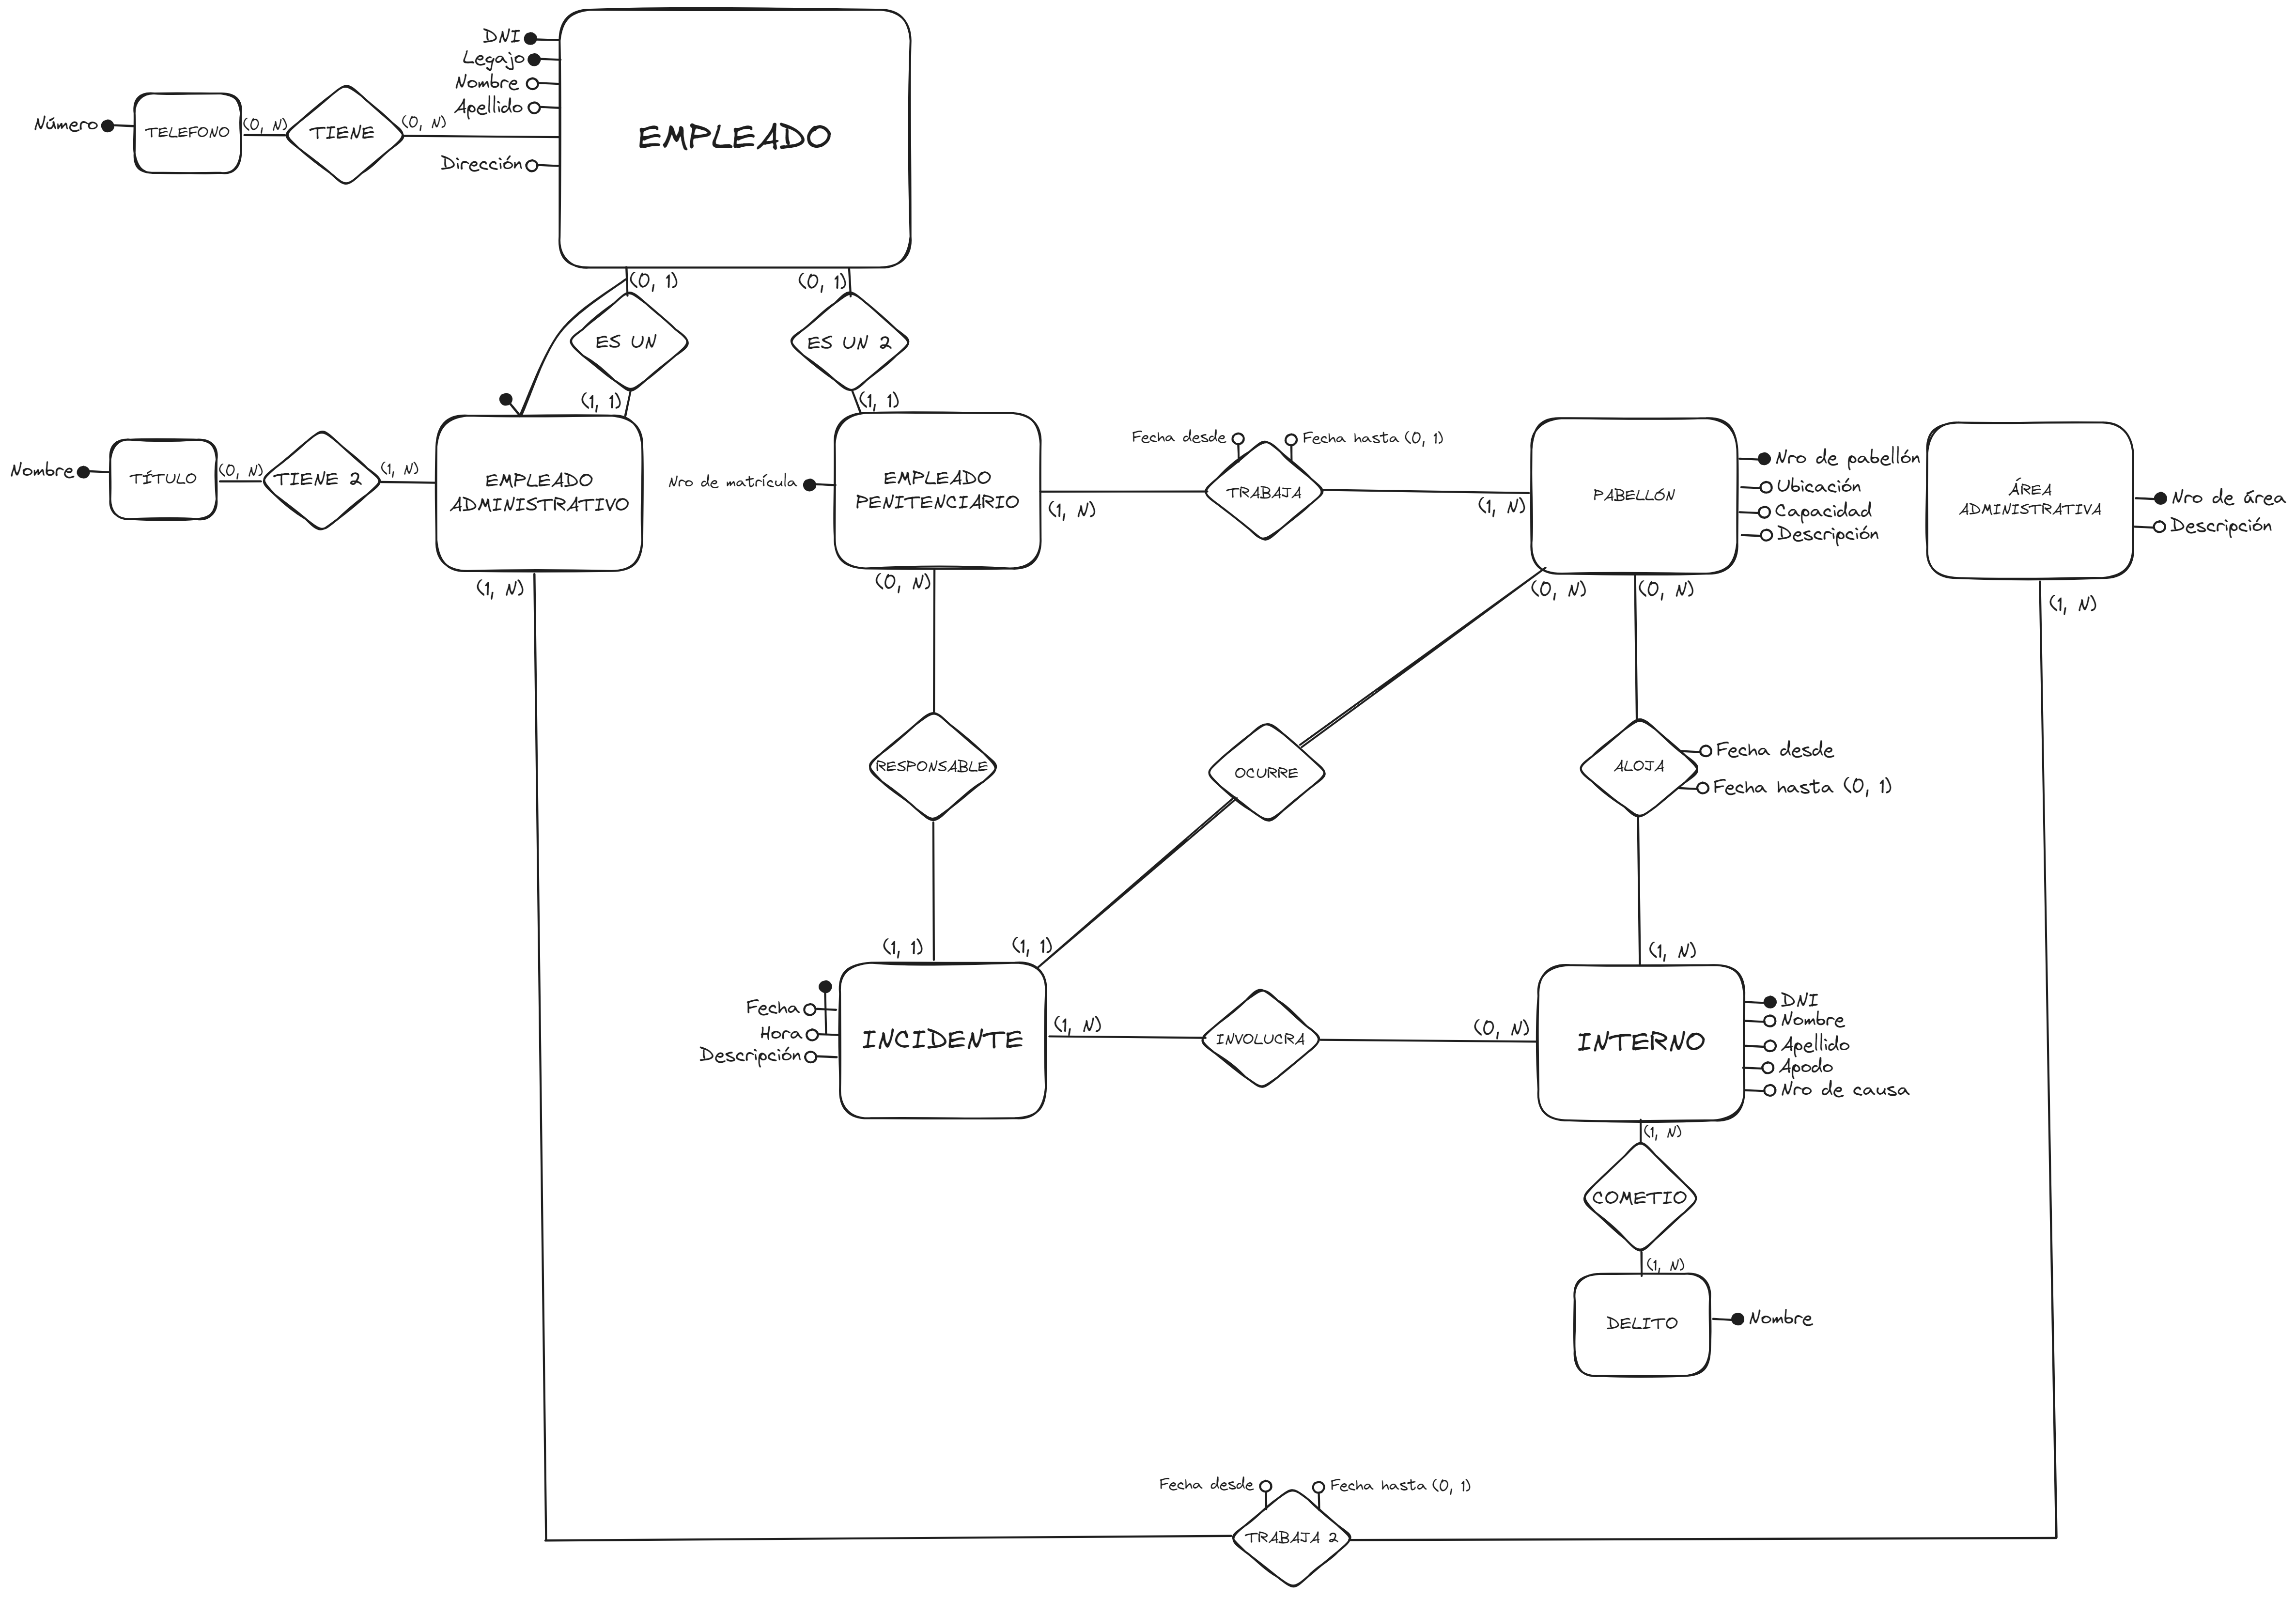 DNI
Legajo
Nombre
Apellido
Dirección
EMPLEADO
Número
TELEFONO
(0, N)
TIENE
(0, N)
(0, 1)
(0, 1)
ES UN
ES UN 2
(1, 1)
(1, 1)
Nombre
TÍTULO
(0, N)
TIENE 2
(1, N)
EMPLEADO
ADMINISTRATIVO
(1, N)
Nro de matrícula
EMPLEADO
PENITENCIARIO
(1, N)
(0, N)
Fecha desde
Fecha hasta (0, 1)
TRABAJA
(1, N)
PABELLÓN
Nro de pabellón
Ubicación
Capacidad
Descripción
(0, N)
(0, N)
ÁREA
ADMINISTRATIVA
Nro de área
Descripción
(1, N)
RESPONSABLE
OCURRE
ALOJA
Fecha desde
Fecha hasta (0, 1)
(1, 1)
(1, 1)
(1, N)
Fecha
Hora
Descripción
INCIDENTE
(1, N)
INVOLUCRA
(0, N)
INTERNO
DNI
Nombre
Apellido
Apodo
Nro de causa
(1, N)
COMETIO
(1, N)
DELITO
Nombre
Fecha desde
Fecha hasta (0, 1)
TRABAJA 2